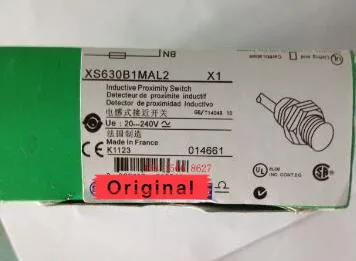 NB
XS630B1MAL2 X1
Inductive Proximity Switch
Detecteur de proximite inductif
Detector de proximidad Inductivo
电感式接近开关 GB/T14048.10
Ue : 20~240V
法国制造
Made in France
K1123 014661
Original